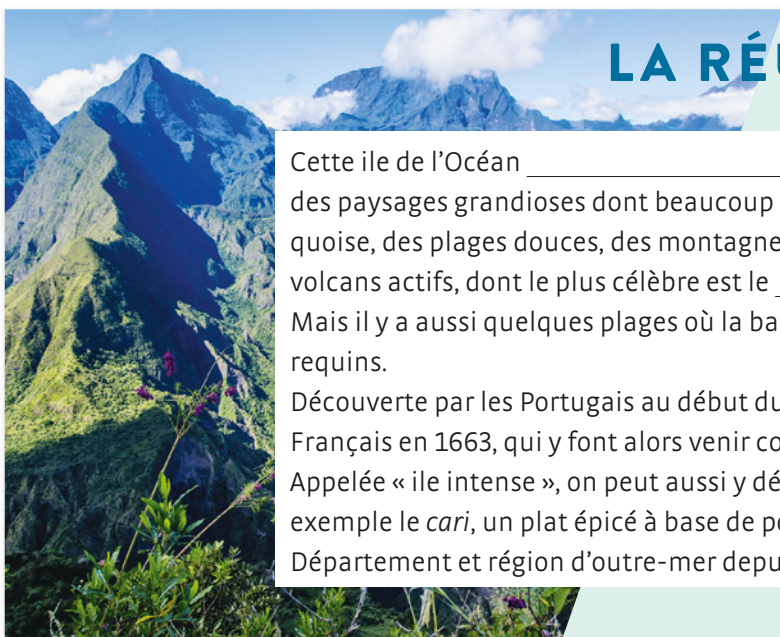 LA RÉ
Cette ile de l’Océan
des paysages grandioses dont beaucoup
quoise, des plages douces, des montagne
volcans actifs, dont le plus célèbre est le
Mais il y a aussi quelques plages où la ba
requins.
Découverte par les Portugais au début du
Français en 1663, qui y font alors venir co
Appelée « ile intense », on peut aussi y dé
exemple le cari, un plat épicé à base de po
Département et région d’outre-mer depu